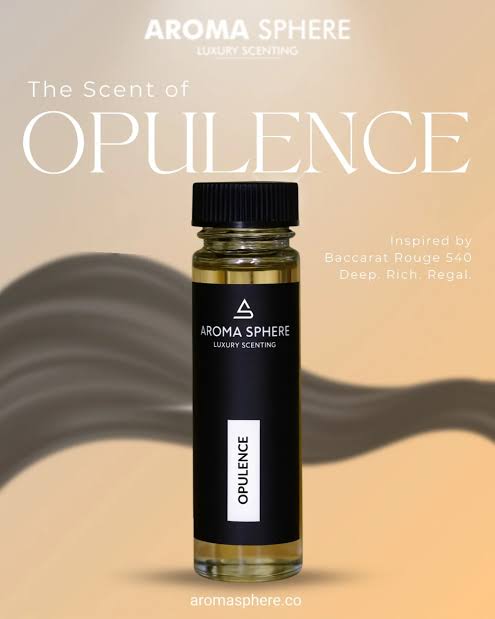 AROMA SPHERE
LUXURY SCENTING
The Scent of
OPULENCE
Inspired by
Baccarat Rouge 540
Deep. Rich. Regal.
AROMA SPHERE
LUXURY SCENTING
OPULENCE
aromasphere.co